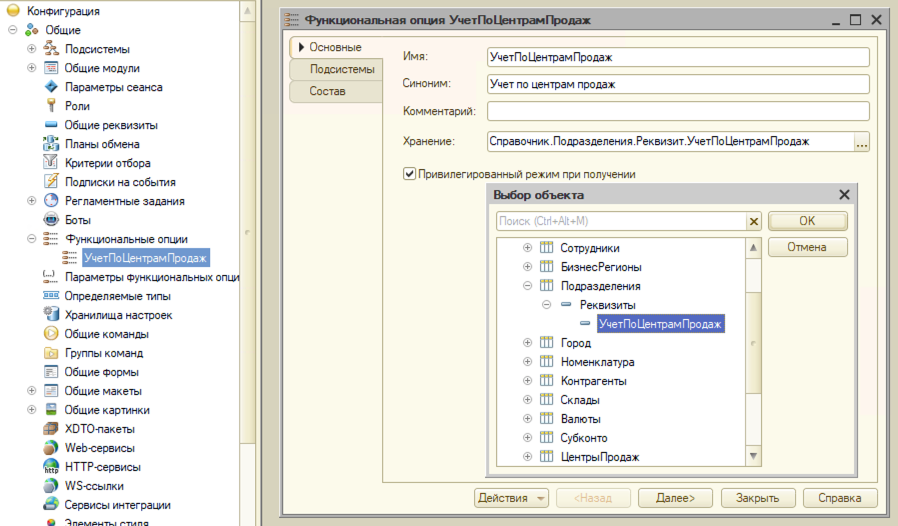 Конфигурация
Общие
Подсистемы
Общие модули
Параметры сеанса
Роли
Общие реквизиты
Планы обмена
Критерии отбора
Подписки на события
Регламентные задания
Боты
Функциональные опции
УчетПоЦентрамПродаж
Параметры функциональных опци
Определяемые типы
Хранилища настроек
Общие команды
Группы команд
Общие формы
Общие макеты
Общие картинки
XDTO-пакеты
Web-сервисы
HTTP-сервисы
WS-ссылки
Сервисы интеграции
Элементы стиля
Функциональная опция УчетПоЦентрамПродаж
Основные
Подсистемы
Состав
Имя: УчетПоЦентрамПродаж
Синоним: Учет по центрам продаж
Комментарий:
Хранение: Справочник.Подразделения.Реквизит.УчетПоЦентрамПродаж ...
Привилегированный режим при получении
Выбор объекта
Поиск (Ctrl+Alt+M)
OK
Отмена
Сотрудники
БизнесРегионы
Подразделения
Реквизиты
УчетПоЦентрамПродаж
Город
Номенклатура
Контрагенты
Склады
Валюты
Субконто
ЦентрыПродаж
Действия <Назад Далее> Закрыть Справка